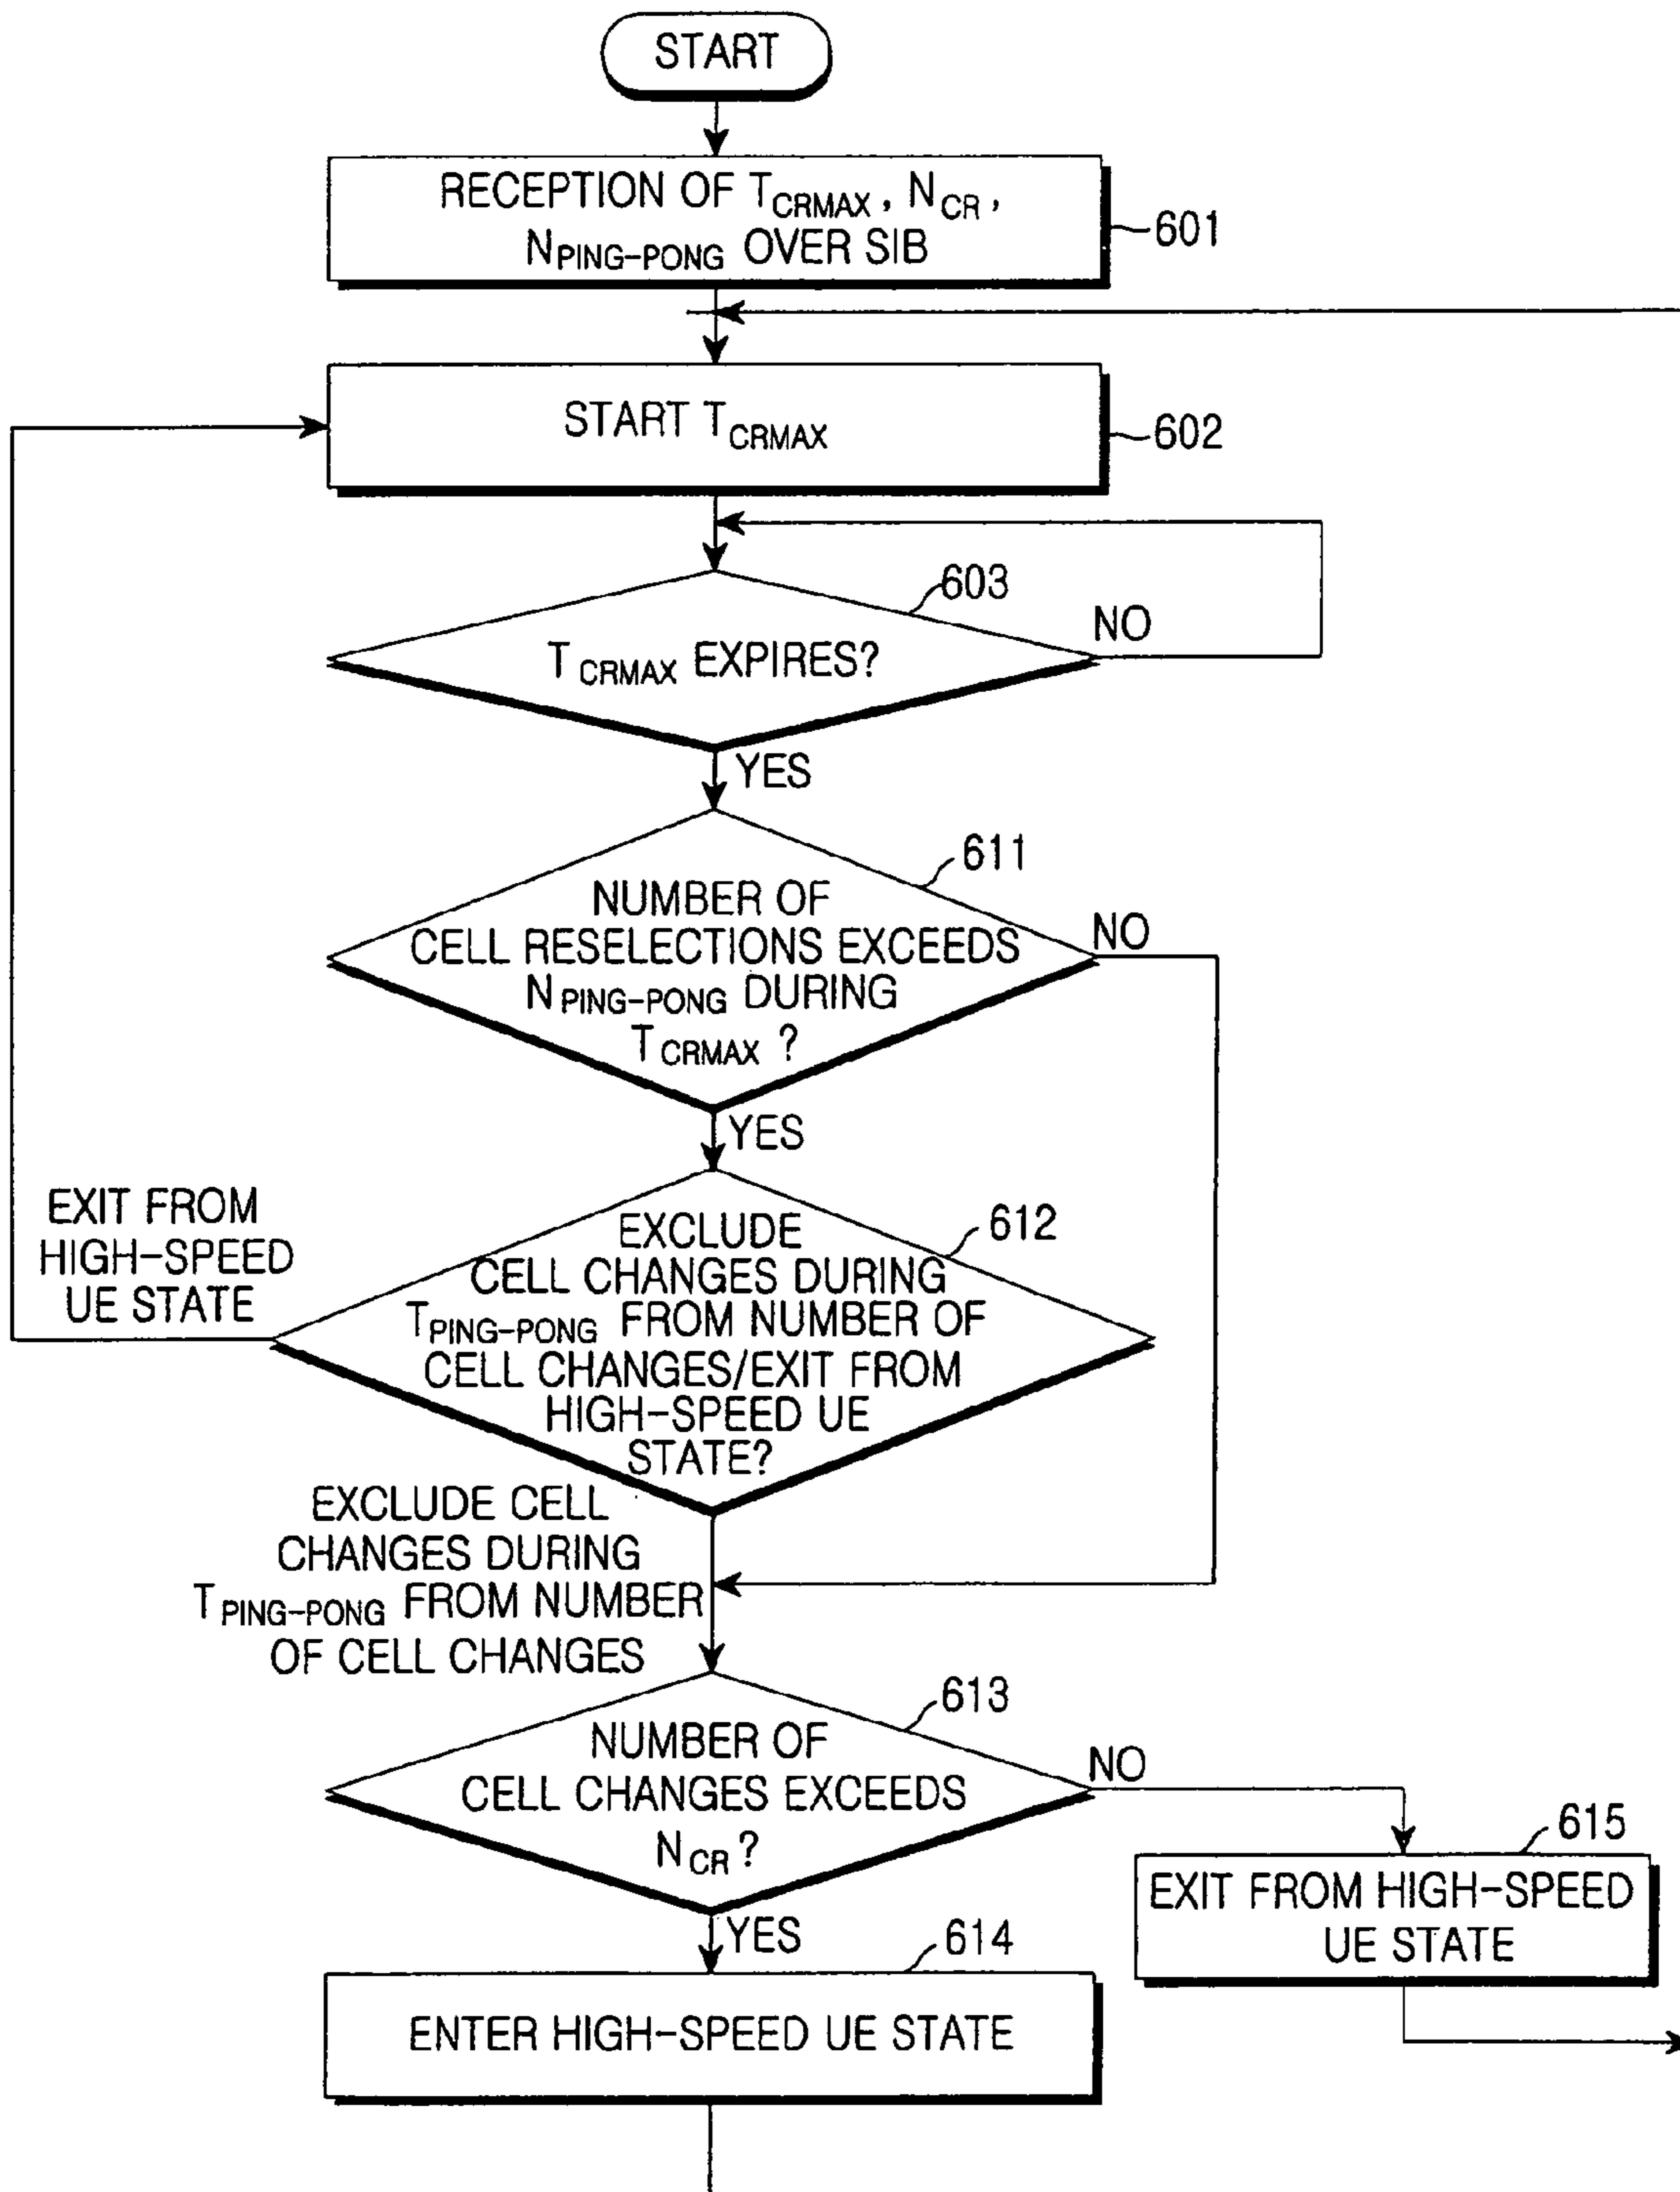 START
RECEPTION OF TCRMAX, NCR,
NPING-PONG OVER SIB
601
START TCRMAX
602
603
TCRMAX EXPIRES?
NO
YES
611
NUMBER OF
CELL RESELECTIONS EXCEEDS
NPING-PONG DURING
TCRMAX ?
NO
YES
EXIT FROM
HIGH-SPEED
UE STATE
612
EXCLUDE
CELL CHANGES DURING
TPING-PONG FROM NUMBER OF
CELL CHANGES/EXIT FROM
HIGH-SPEED UE
STATE?
EXCLUDE CELL
CHANGES DURING
TPING-PONG FROM NUMBER
OF CELL CHANGES
613
NUMBER OF
CELL CHANGES EXCEEDS
NCR ?
NO
YES
615
EXIT FROM HIGH-SPEED
UE STATE
614
ENTER HIGH-SPEED UE STATE